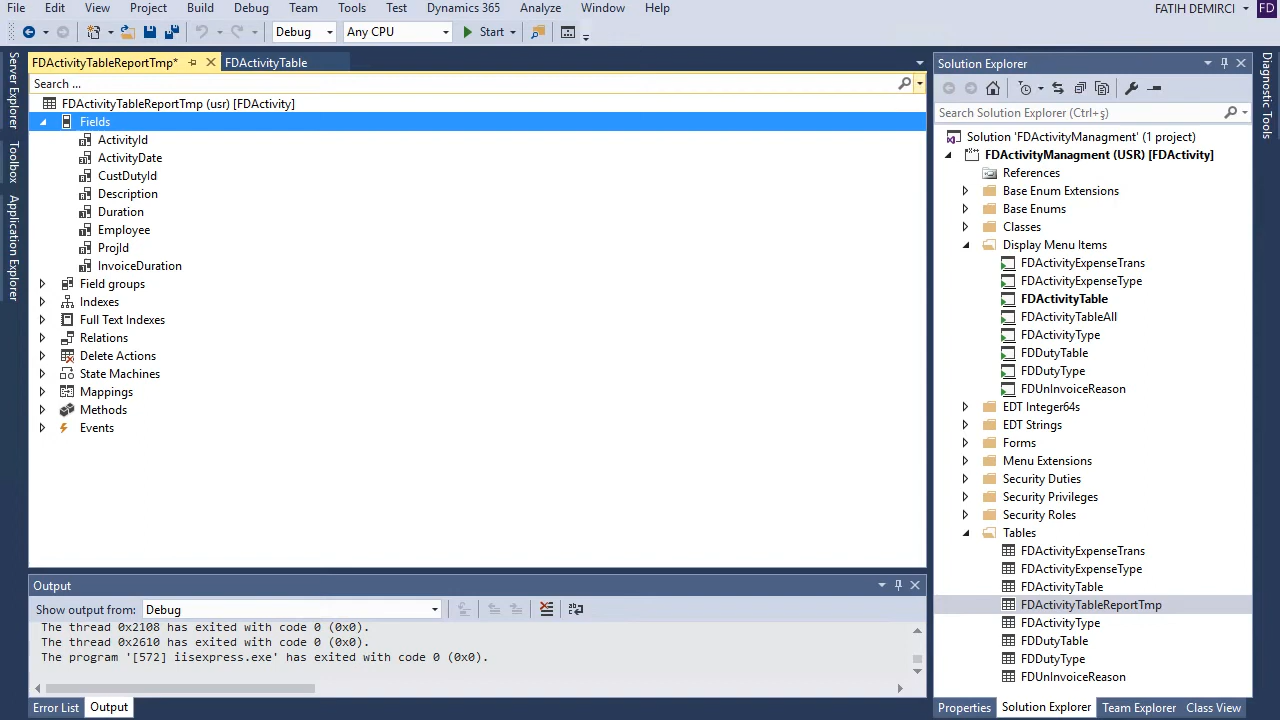 File Edit View Project Build Debug Team Tools Test Dynamics 365 Analyze Window Help FATIH DEMIRCI FD
Debug Any CPU Start
Server Explorer
Toolbox
Application Explorer
FDActivityTableReportTmp* FDActivityTable
Search ...
FDActivityTableReportTmp (usr) [FDActivity]
Fields
ActivityId
ActivityDate
CustDutyId
Description
Duration
Employee
ProjId
InvoiceDuration
Field groups
Indexes
Full Text Indexes
Relations
Delete Actions
State Machines
Mappings
Methods
Events
Output
Show output from: Debug
The thread 0x2108 has exited with code 0 (0x0).
The thread 0x2610 has exited with code 0 (0x0).
The program '[572] iisexpress.exe' has exited with code 0 (0x0).
Error List Output
Solution Explorer
Search Solution Explorer (Ctrl+ş)
Solution 'FDActivityManagment' (1 project)
FDActivityManagment (USR) [FDActivity]
References
Base Enum Extensions
Base Enums
Classes
Display Menu Items
FDActivityExpenseTrans
FDActivityExpenseType
FDActivityTable
FDActivityTableAll
FDActivityType
FDDutyTable
FDDutyType
FDUnInvoiceReason
EDT Integer64s
EDT Strings
Forms
Menu Extensions
Security Duties
Security Privileges
Security Roles
Tables
FDActivityExpenseTrans
FDActivityExpenseType
FDActivityTable
FDActivityTableReportTmp
FDActivityType
FDDutyTable
FDDutyType
FDUnInvoiceReason
Properties Solution Explorer Team Explorer Class View
Diagnostic Tools